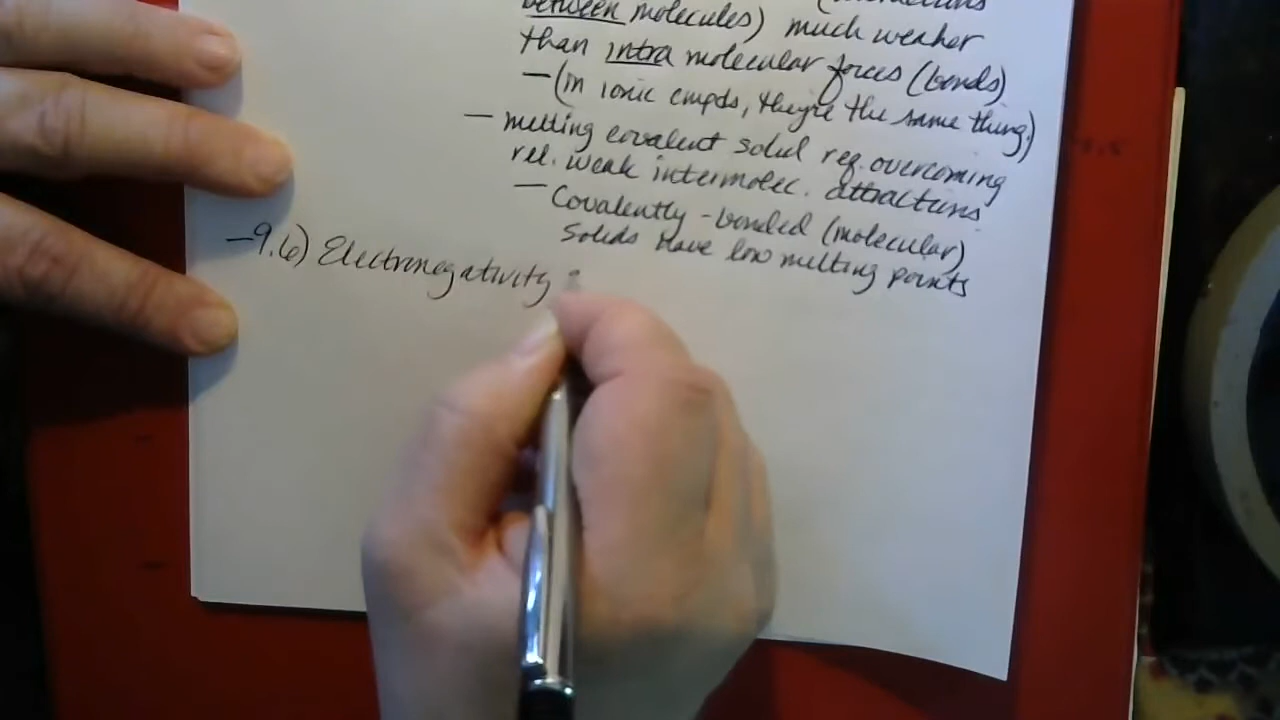 between molecules) much weaker
than intra molecular forces (bonds)
— (in ionic cmpds, they're the same thing.)
— melting covalent solid req. overcoming
rel. weak intermolec. attractions
— Covalently-bonded (molecular)
solids have low melting points
— 9.6) Electronegativity